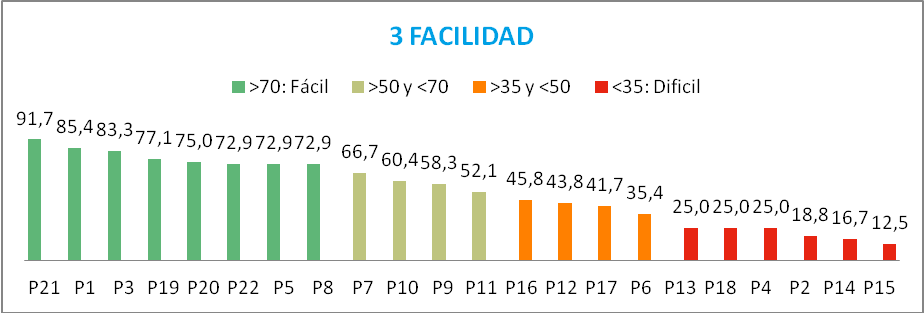 3 FACILIDAD
>70: Fácil >50 y <70 >35 y <50 <35: Dificil
91,7 85,4 83,3 77,1 75,0 72,9 72,9 72,9 66,7 60,4 58,3 52,1 45,8 43,8 41,7 35,4 25,0 25,0 25,0 18,8 16,7 12,5
P21 P1 P3 P19 P20 P22 P5 P8 P7 P10 P9 P11 P16 P12 P17 P6 P13 P18 P4 P2 P14 P15